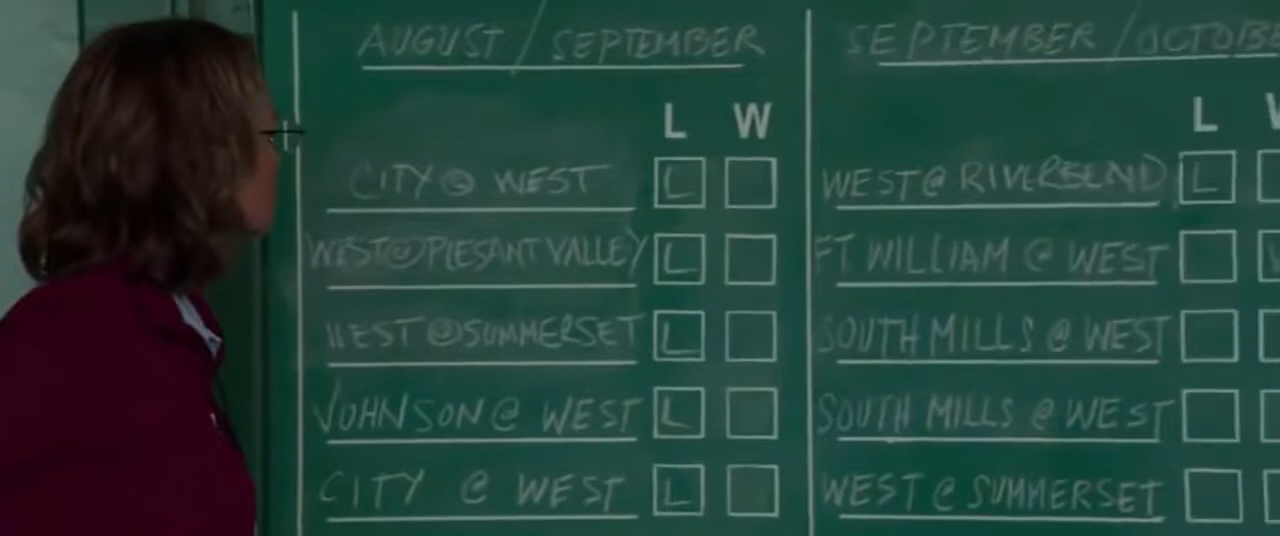 AUGUST / SEPTEMBER
L W
CITY @ WEST L
WEST @ PLESANT VALLEY L
WEST @ SUMMERSET L
JOHNSON @ WEST L
CITY @ WEST L
SEPTEMBER / OCTOBE
L
WEST @ RIVERBEND L
FT WILLIAM @ WEST
SOUTH MILLS @ WEST
SOUTH MILLS @ WEST
WEST @ SUMMERSET